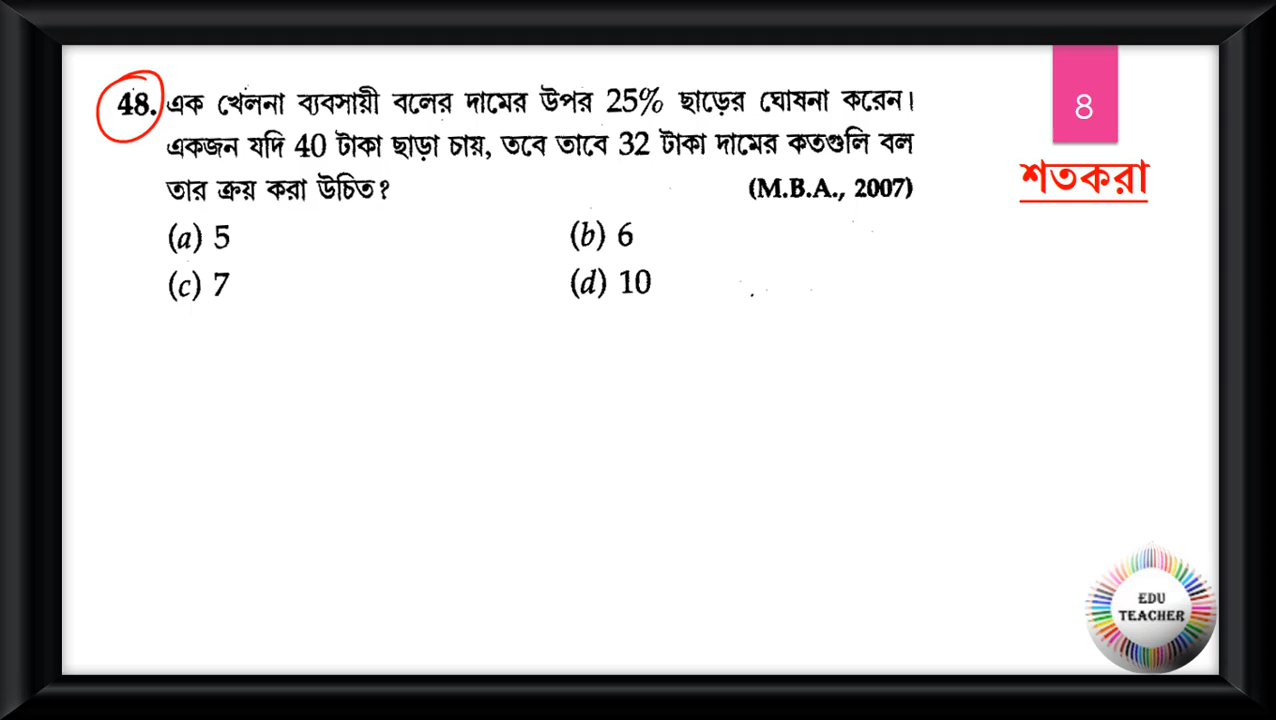 48. এক খেলনা ব্যবসায়ী বলের দামের উপর 25% ছাড়ের ঘোষনা করেন।
একজন যদি 40 টাকা ছাড়া চায়, তবে তাবে 32 টাকা দামের কতগুলি বল
তার ক্রয় করা উচিত?
(M.B.A., 2007)
(a) 5
(b) 6
(c) 7
(d) 10
8
শতকরা
EDU
TEACHER